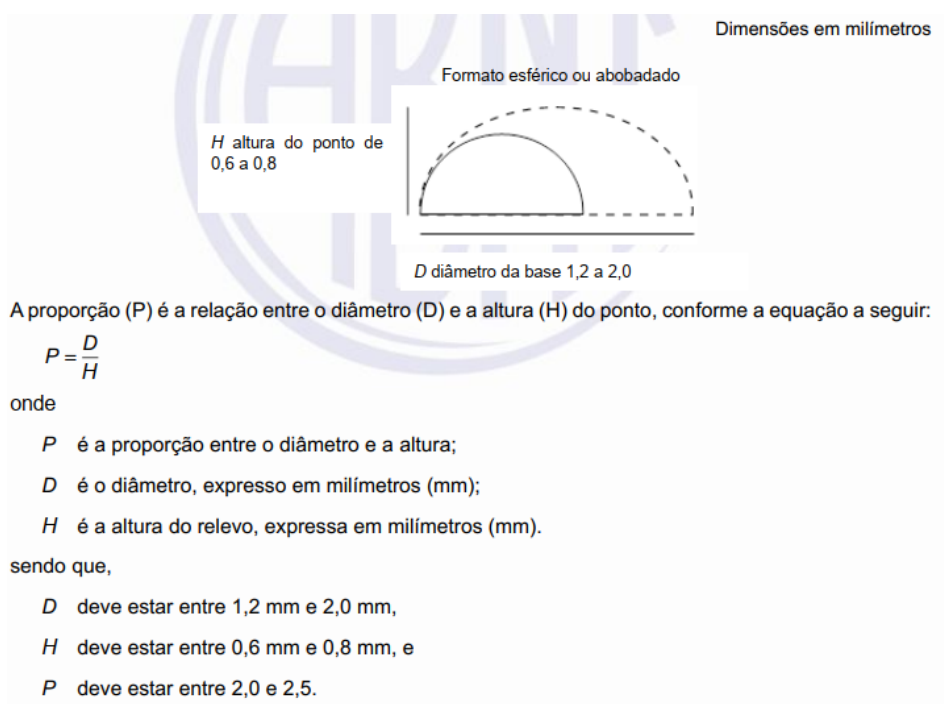 Dimensões em milímetros
Formato esférico ou abobadado
H altura do ponto de
0,6 a 0,8
D diâmetro da base 1,2 a 2,0
A proporção (P) é a relação entre o diâmetro (D) e a altura (H) do ponto, conforme a equação a seguir:
P = D/H
onde
P é a proporção entre o diâmetro e a altura;
D é o diâmetro, expresso em milímetros (mm);
H é a altura do relevo, expressa em milímetros (mm).
sendo que,
D deve estar entre 1,2 mm e 2,0 mm,
H deve estar entre 0,6 mm e 0,8 mm, e
P deve estar entre 2,0 e 2,5.